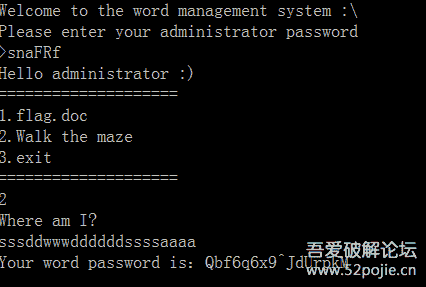 Welcome to the word management system :\
Please enter your administrator password
>snaFRf
Hello administrator :)
====================
1.flag.doc
2.Walk the maze
3.exit
====================
2
Where am I?
sssddwwwddddddssssaaaa
Your word password is: Qbf6q6x9^JdUrpkM
吾爱破解论坛
www.52pojie.cn